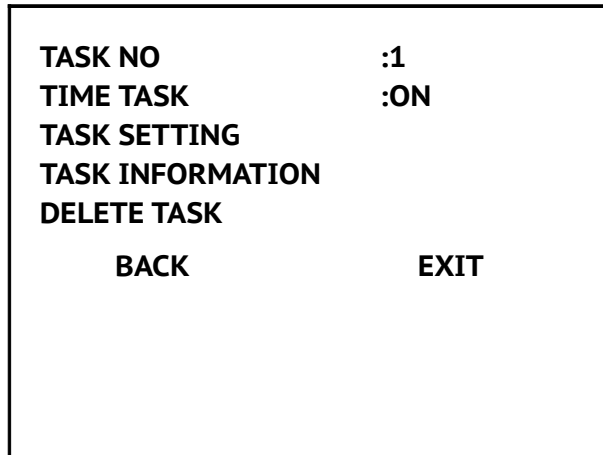 TASK NO :1
TIME TASK :ON
TASK SETTING
TASK INFORMATION
DELETE TASK
BACK EXIT